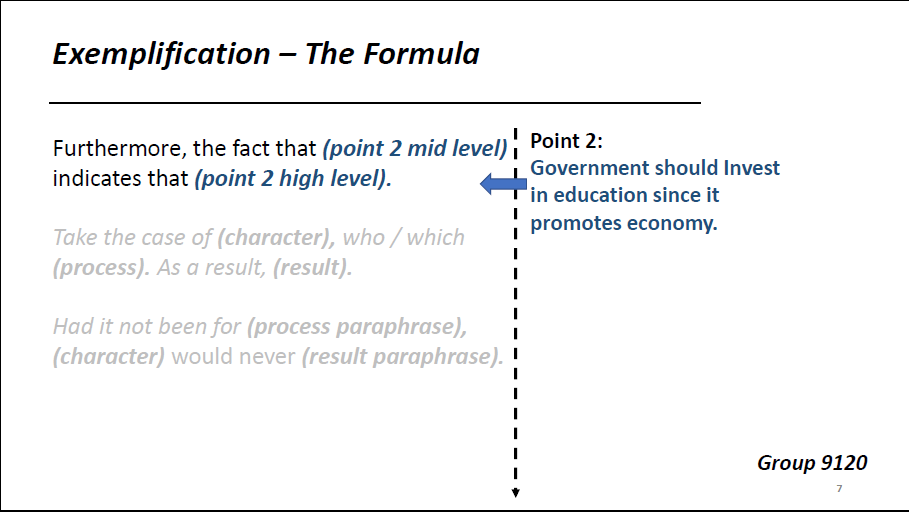 Exemplification – The Formula
Furthermore, the fact that (point 2 mid level)
indicates that (point 2 high level).
Take the case of (character), who / which
(process). As a result, (result).
Had it not been for (process paraphrase),
(character) would never (result paraphrase).
Point 2:
Government should Invest
in education since it
promotes economy.
Group 9120
7